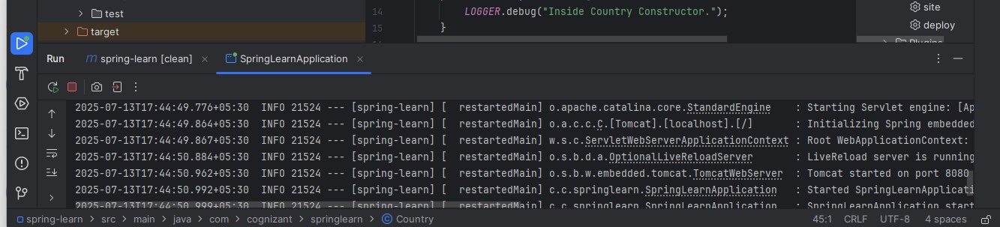 test
target
14 LOGGER.debug("Inside Country Constructor.");
15 }
site
deploy
Plugins
Run spring-learn [clean] SpringLearnApplication
2025-07-13T17:44:49.776+05:30 INFO 21524 --- [spring-learn] [ restartedMain] o.apache.catalina.core.StandardEngine : Starting Servlet engine: [Ap
2025-07-13T17:44:49.864+05:30 INFO 21524 --- [spring-learn] [ restartedMain] o.a.c.c.C.[Tomcat].[localhost].[/] : Initializing Spring embedded
2025-07-13T17:44:49.867+05:30 INFO 21524 --- [spring-learn] [ restartedMain] w.s.c.ServletWebServerApplicationContext : Root WebApplicationContext:
2025-07-13T17:44:50.884+05:30 INFO 21524 --- [spring-learn] [ restartedMain] o.s.b.d.a.OptionalLiveReloadServer : LiveReload server is running
2025-07-13T17:44:50.962+05:30 INFO 21524 --- [spring-learn] [ restartedMain] o.s.b.w.embedded.tomcat.TomcatWebServer : Tomcat started on port 8080
2025-07-13T17:44:50.992+05:30 INFO 21524 --- [spring-learn] [ restartedMain] c.c.springlearn.SpringLearnApplication : Started SpringLearnApplicati
2025-07-13T17:44:50.999+05:30 INFO 21524 --- [spring-learn] [ restartedMain] c.c.springlearn.SpringLearnApplication : SpringLearnApplication start
spring-learn > src > main > java > com > cognizant > springlearn > Country 45:1 CRLF UTF-8 4 spaces